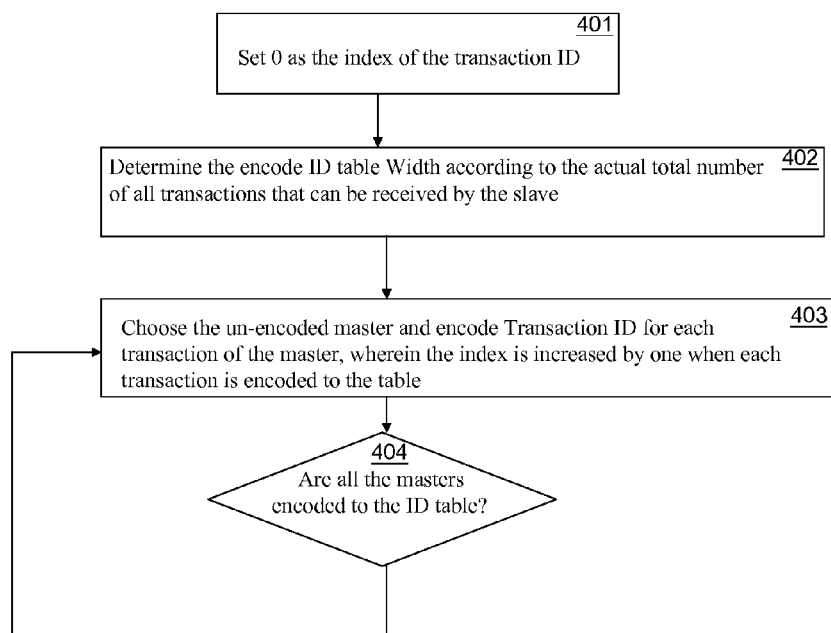 401
Set 0 as the index of the transaction ID
402
Determine the encode ID table Width according to the actual total number
of all transactions that can be received by the slave
403
Choose the un-encoded master and encode Transaction ID for each
transaction of the master, wherein the index is increased by one when each
transaction is encoded to the table
404
Are all the masters
encoded to the ID table?